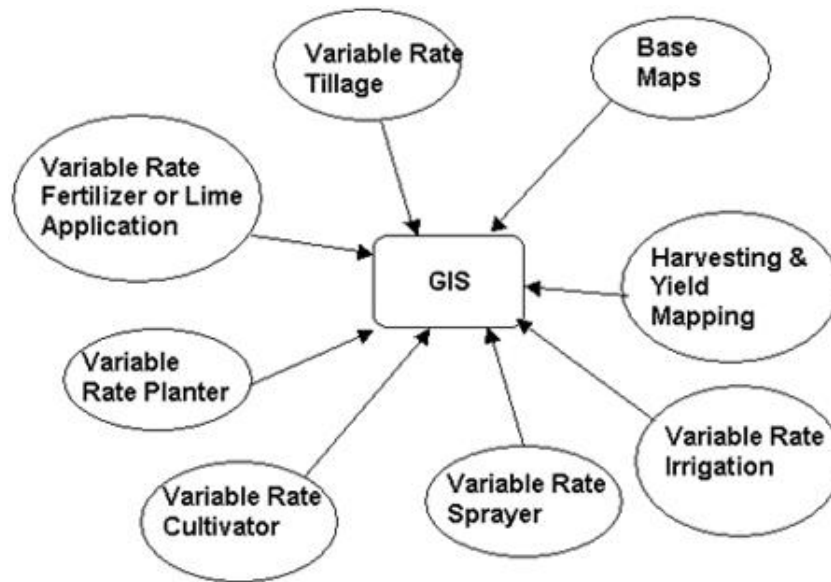 Variable Rate
Tillage
Base
Maps
Variable Rate
Fertilizer or Lime
Application
GIS
Harvesting &
Yield
Mapping
Variable
Rate Planter
Variable Rate
Irrigation
Variable Rate
Cultivator
Variable Rate
Sprayer